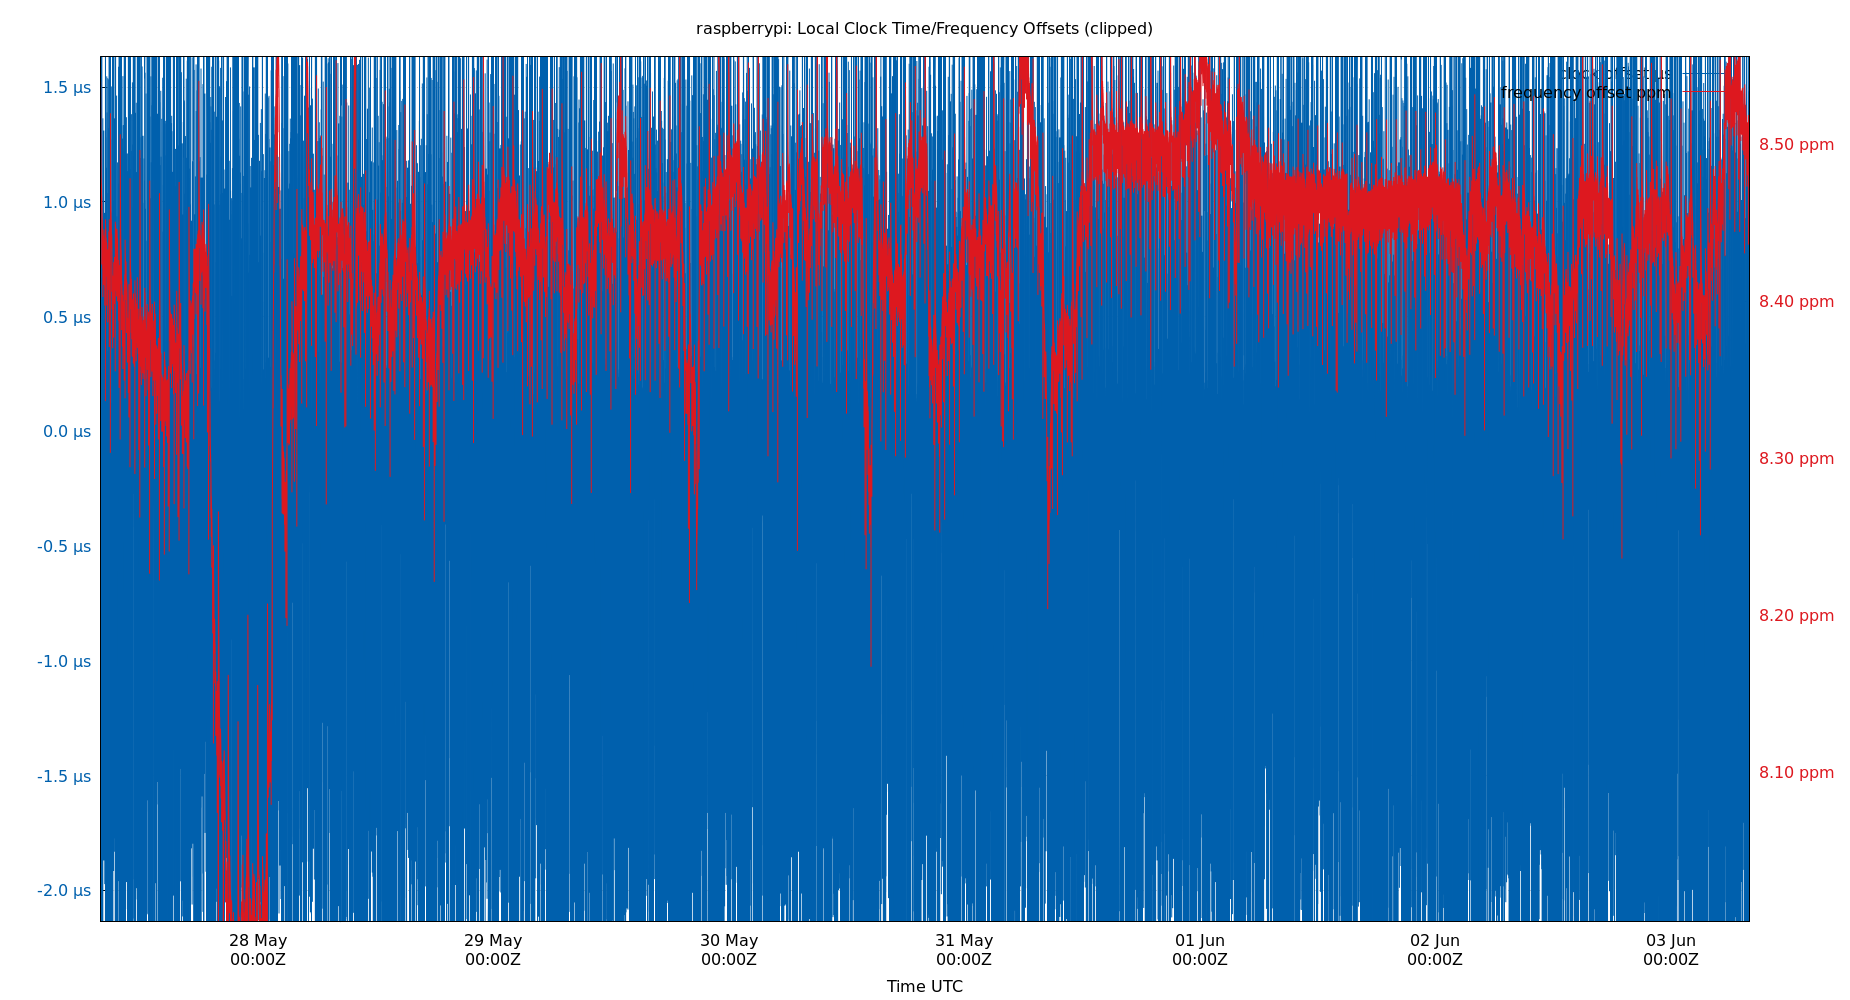 raspberrypi: Local Clock Time/Frequency Offsets (clipped)
clock offset µs
frequency offset ppm
1.5 µs
1.0 µs
0.5 µs
0.0 µs
-0.5 µs
-1.0 µs
-1.5 µs
-2.0 µs
8.50 ppm
8.40 ppm
8.30 ppm
8.20 ppm
8.10 ppm
28 May
00:00Z
29 May
00:00Z
30 May
00:00Z
31 May
00:00Z
01 Jun
00:00Z
02 Jun
00:00Z
03 Jun
00:00Z
Time UTC